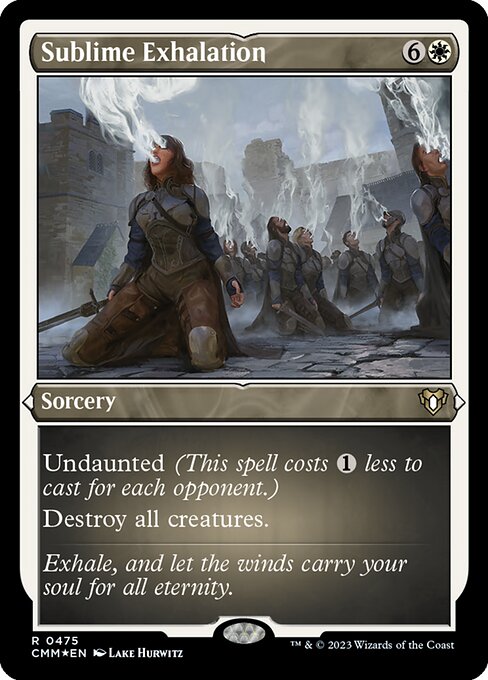 Sublime Exhalation 6
Sorcery
Undaunted (This spell costs 1 less to
cast for each opponent.)
Destroy all creatures.
Exhale, and let the winds carry your
soul for all eternity.
R 0475
CMM★EN Lake Hurwitz
™ & © 2023 Wizards of the Coast